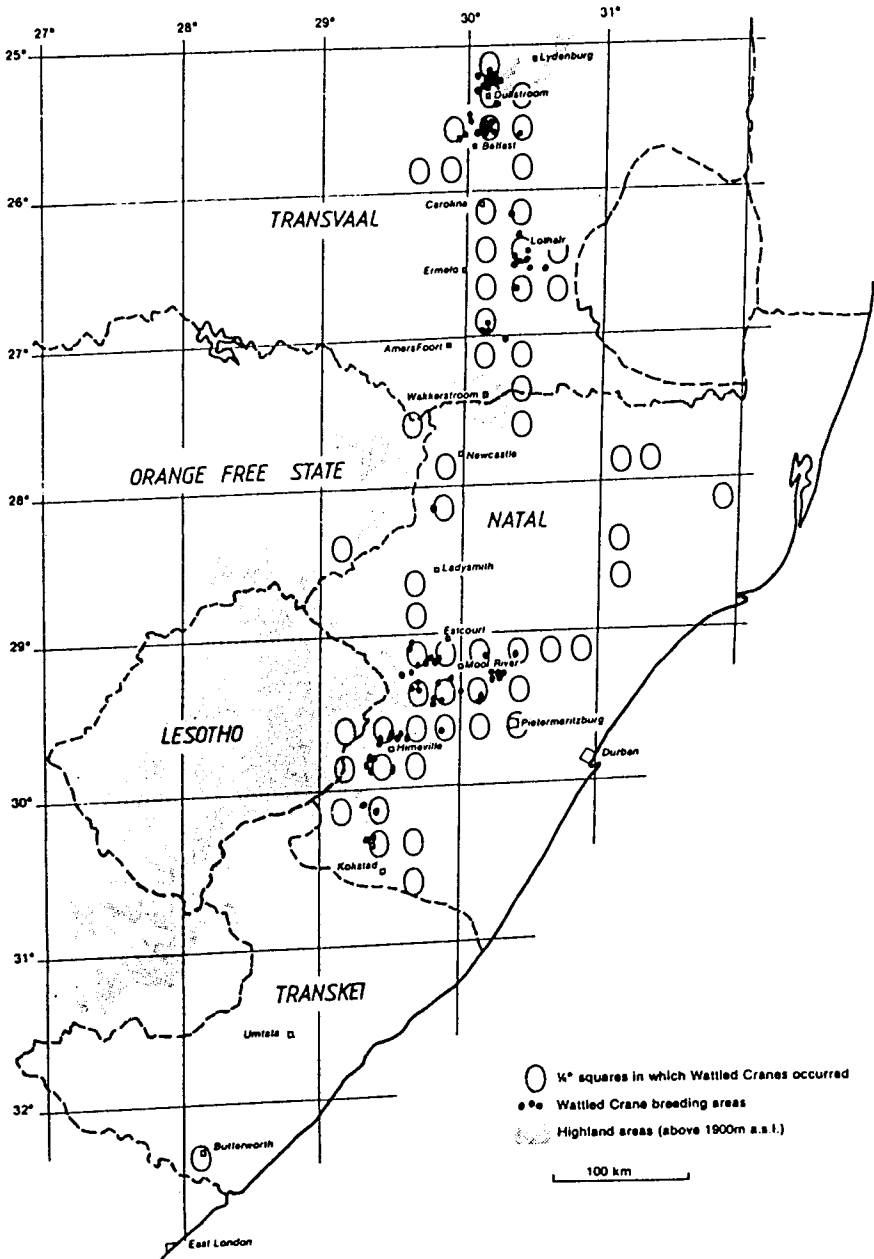 27°
28°
29°
30°
31°
25°
Lydenburg
Dullstroom
Belfast
26°
Carolina
TRANSVAAL
Lothair
Ermelo
27°
Amersfoort
Wakkerstroom
Newcastle
ORANGE FREE STATE
28°
NATAL
Ladysmith
29°
Estcourt
Mooi River
Pietermaritzburg
LESOTHO
Himeville
Durban
30°
Kokstad
31°
TRANSKEI
Umtata
¼° squares in which Wattled Cranes occurred
32°
Wattled Crane breeding areas
Highland areas (above 1900m a.s.l.)
Butterworth
100 km
East London